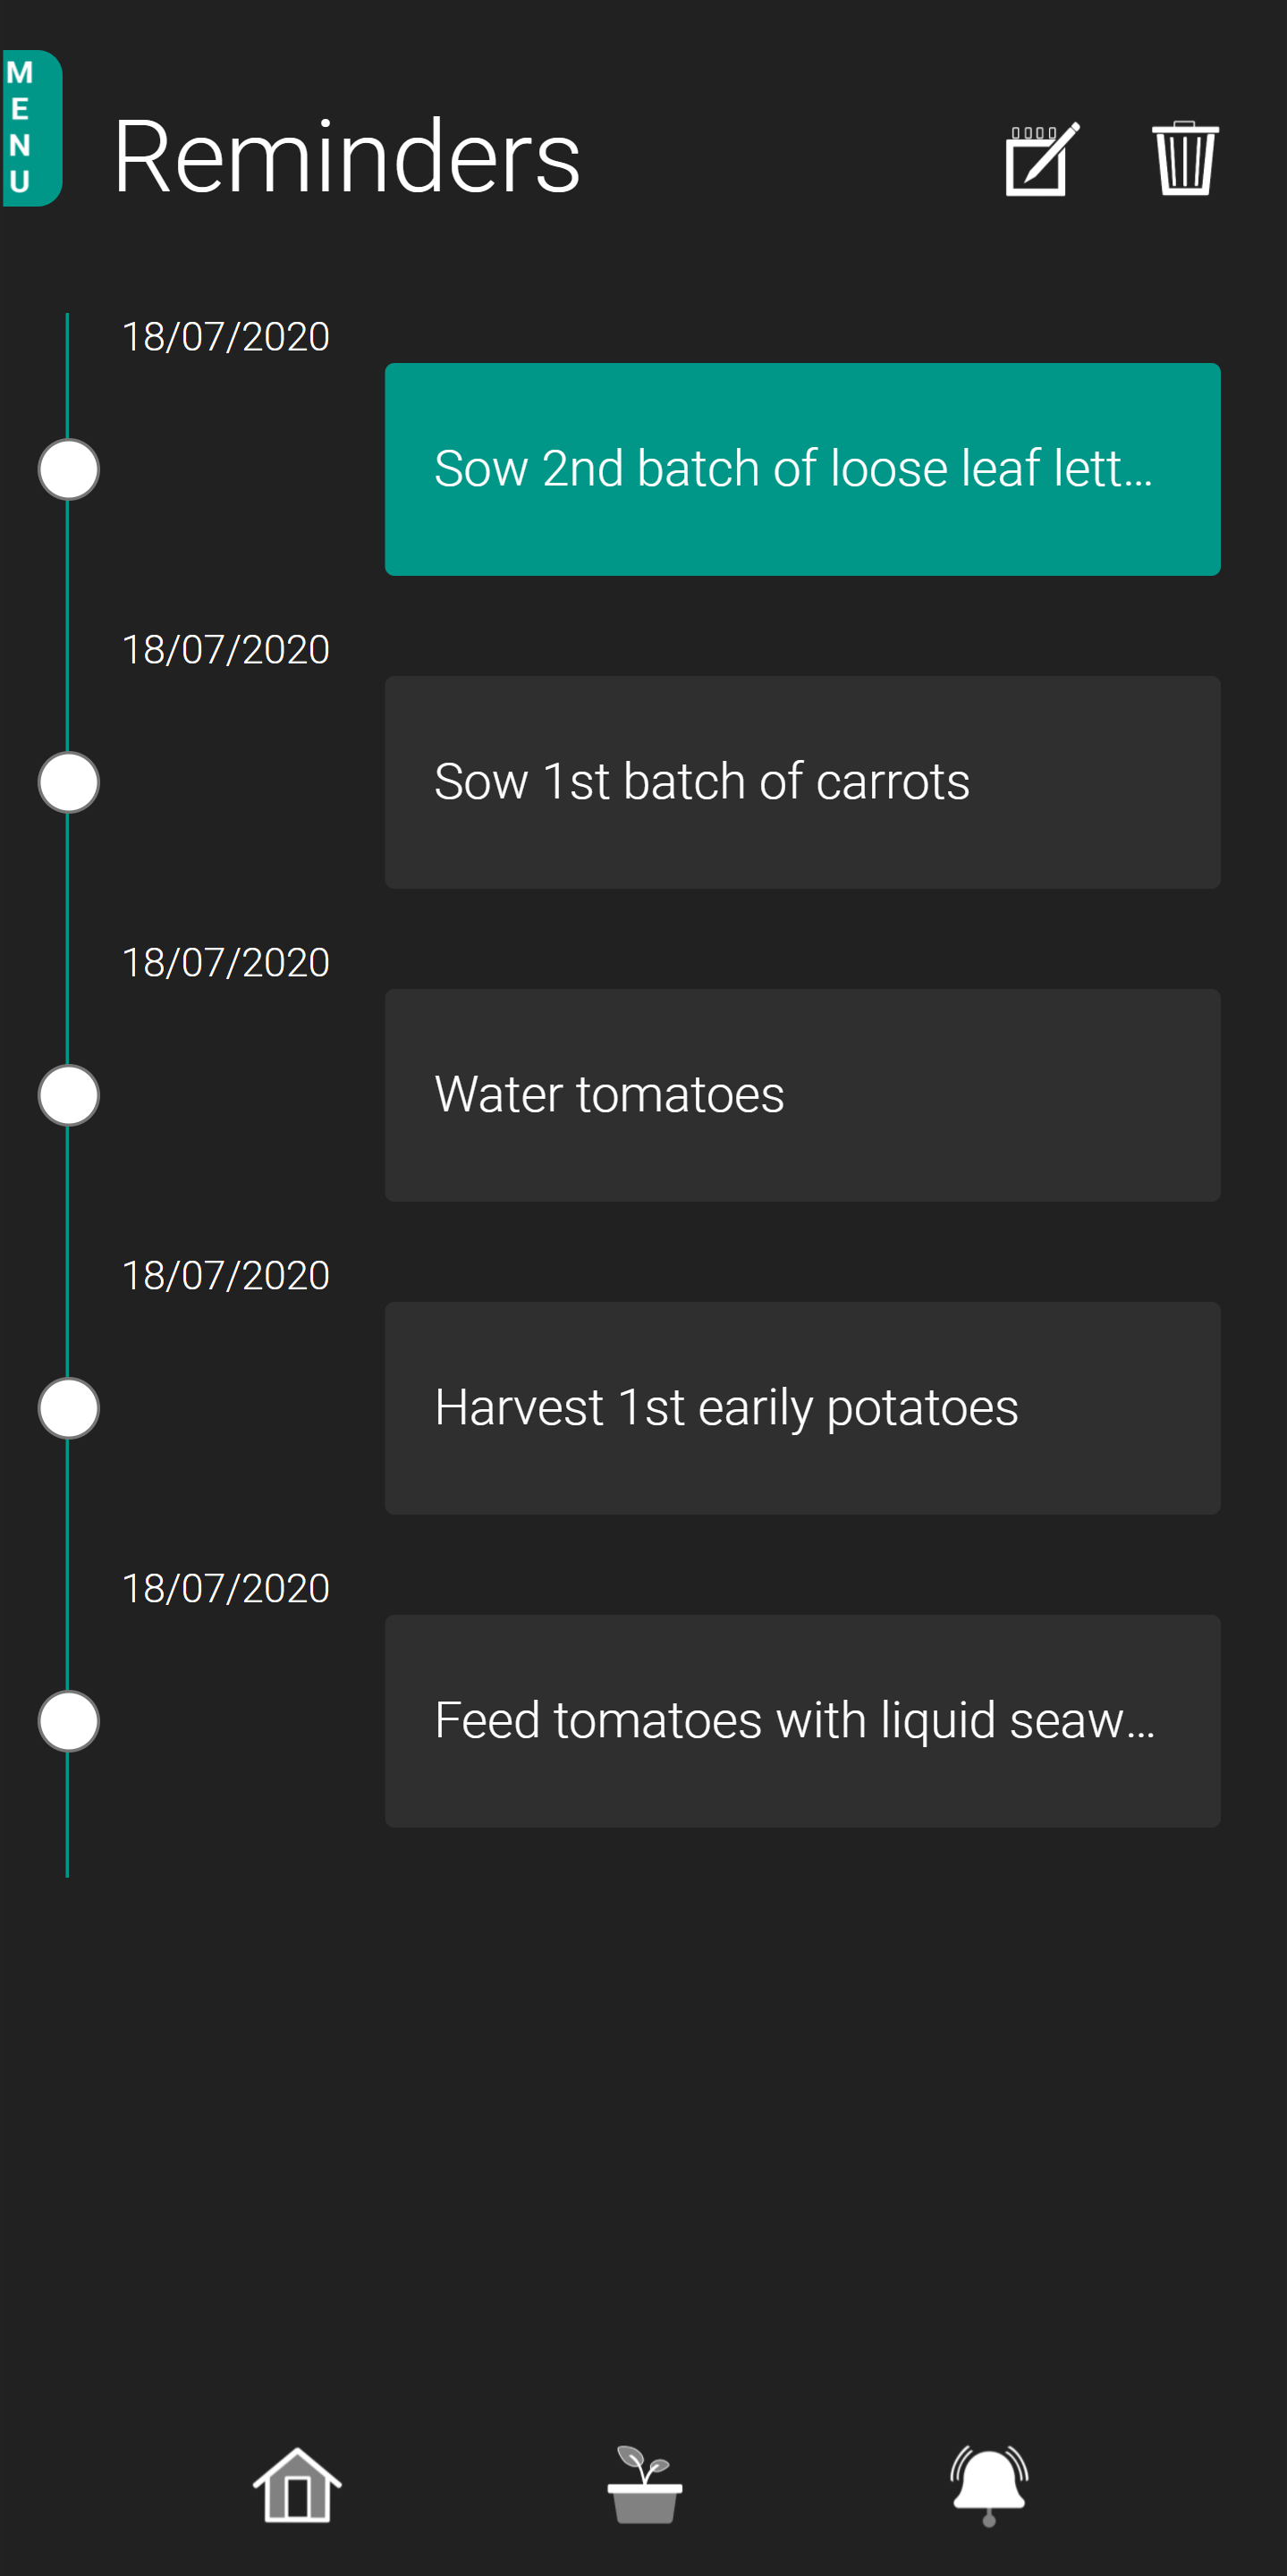 M
E
N
U
Reminders
18/07/2020
Sow 2nd batch of loose leaf lett...
18/07/2020
Sow 1st batch of carrots
18/07/2020
Water tomatoes
18/07/2020
Harvest 1st earily potatoes
18/07/2020
Feed tomatoes with liquid seaw...